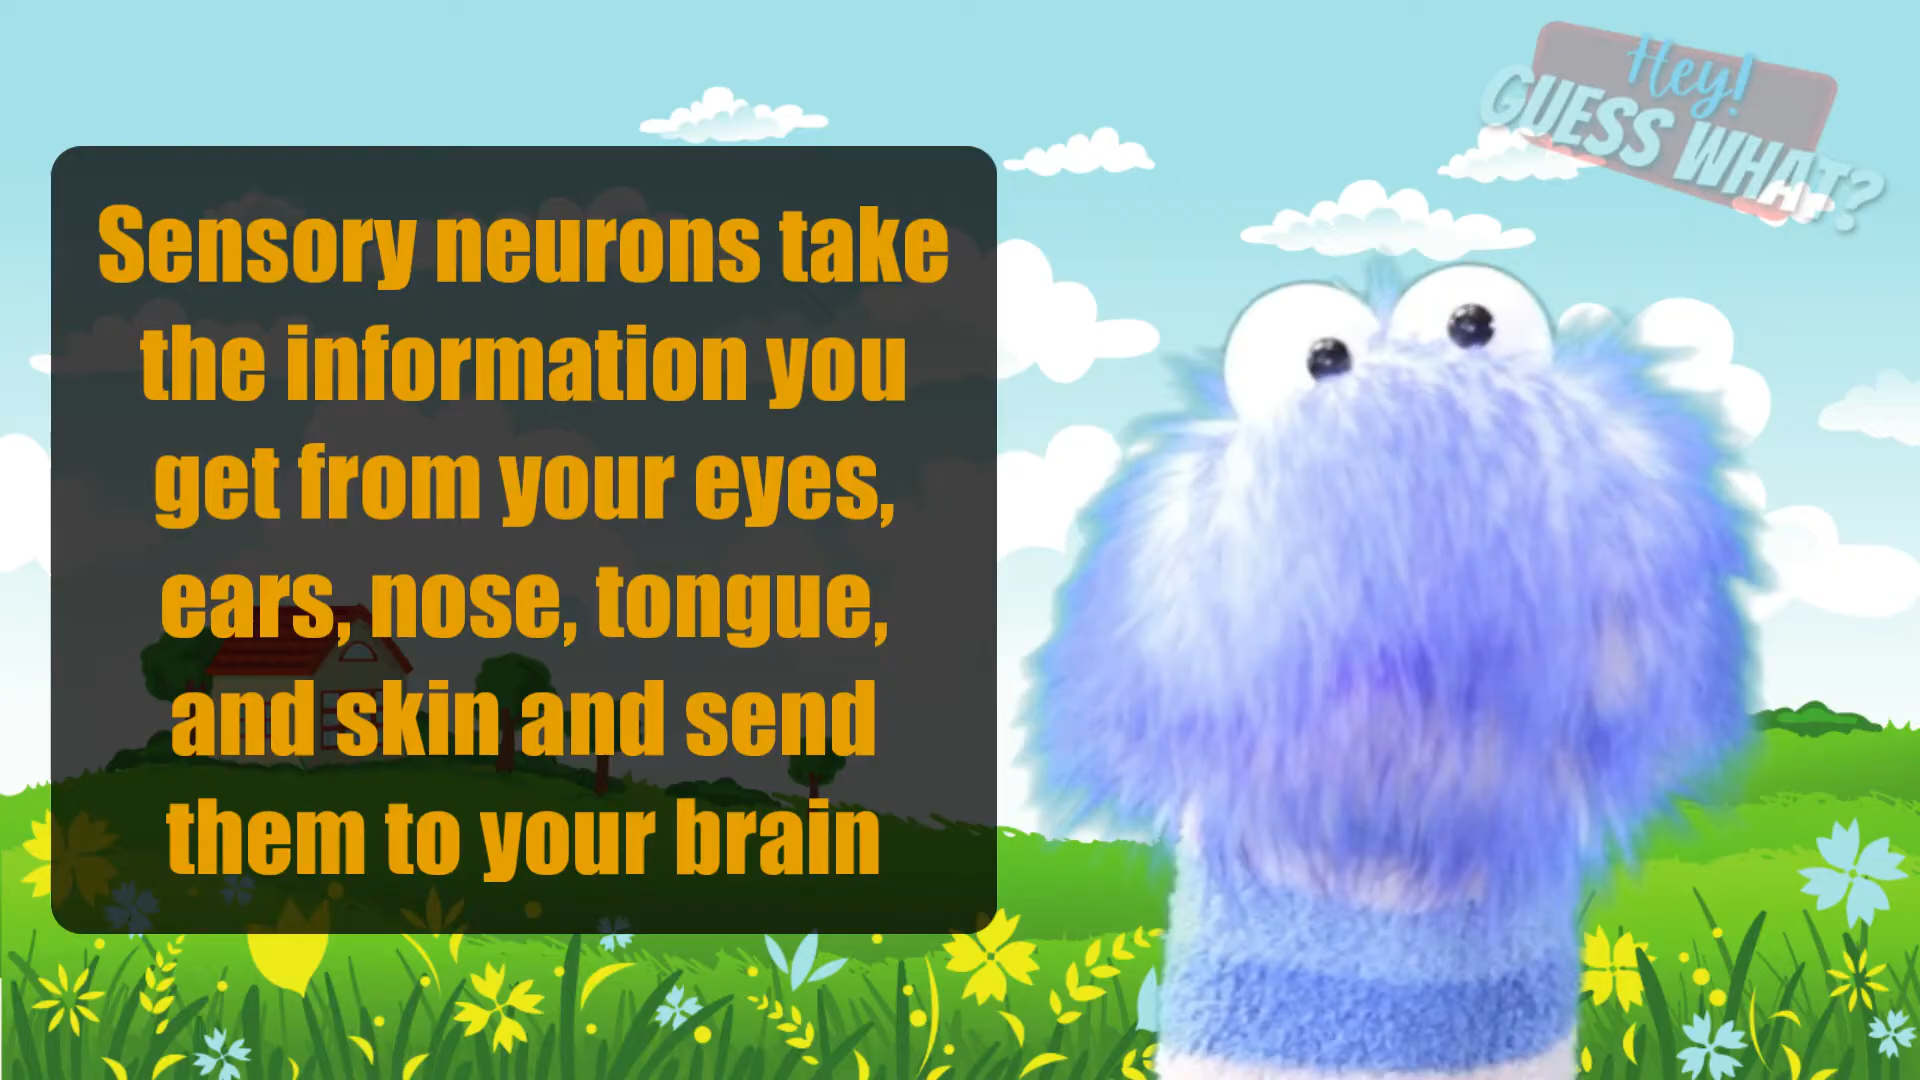 Hey!
GUESS WHAT?
Sensory neurons take
the information you
get from your eyes,
ears, nose, tongue,
and skin and send
them to your brain